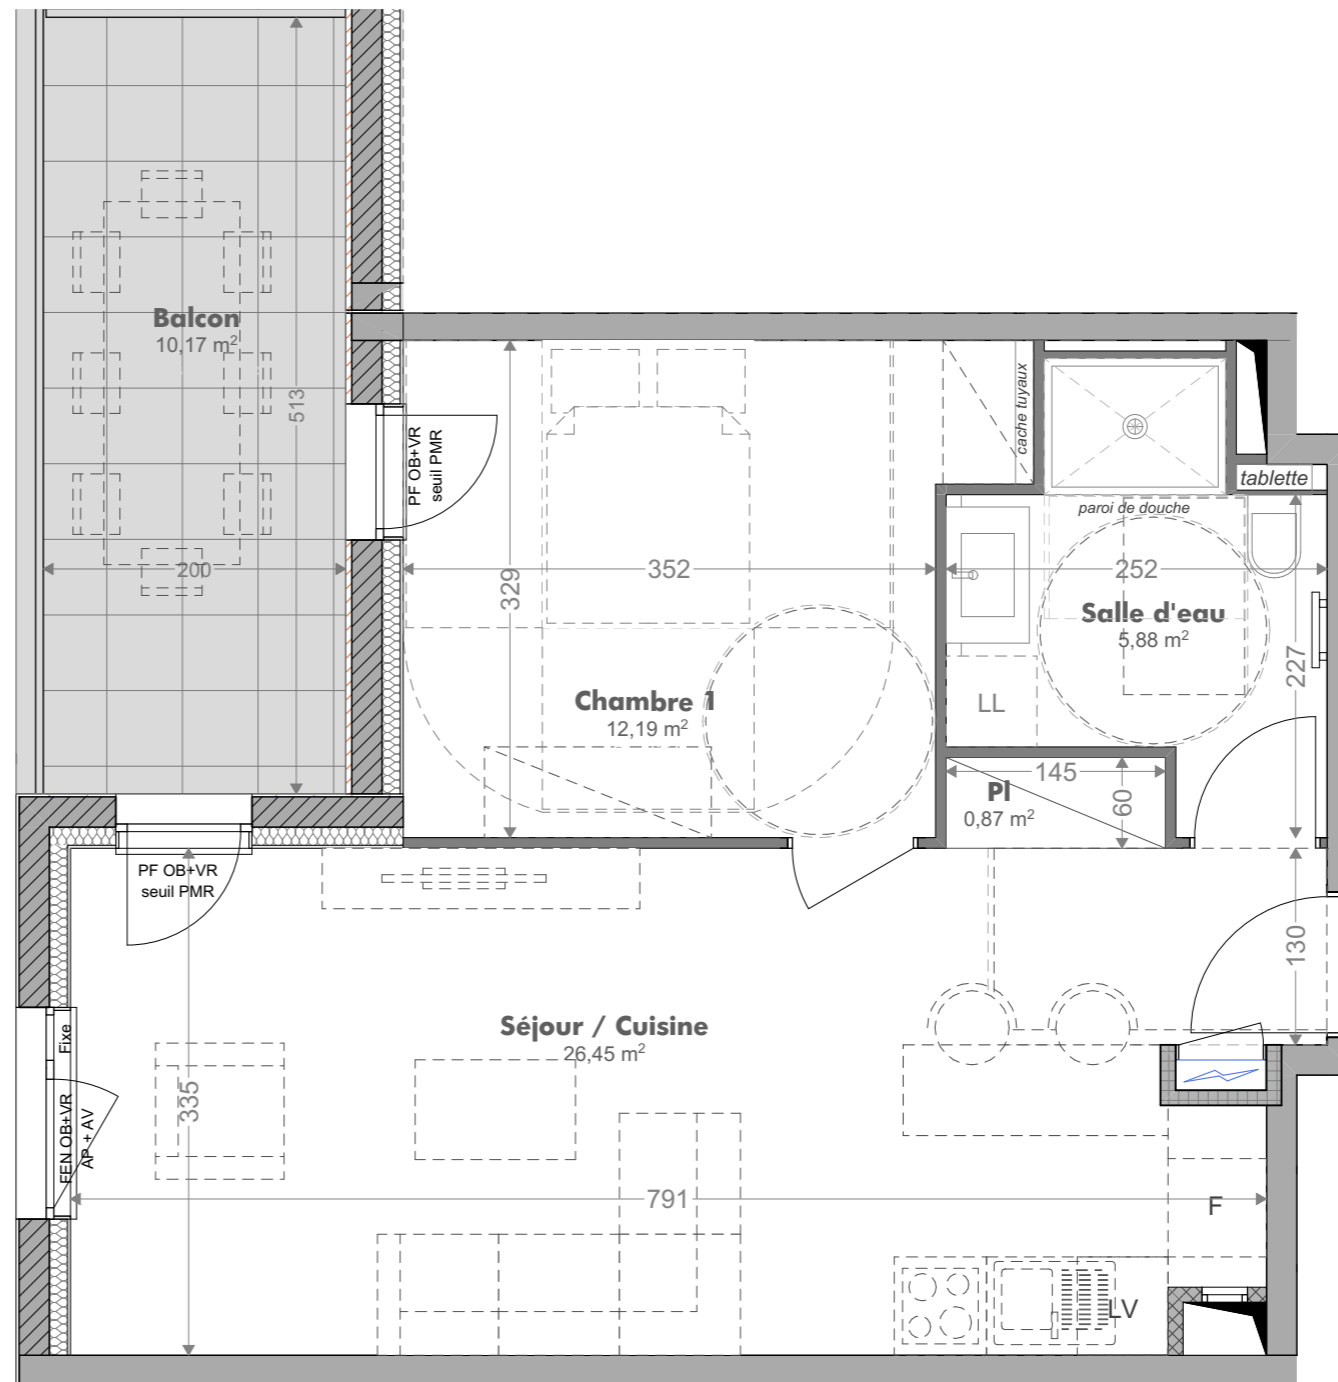 Balcon
10,17 m²
513
200
PF OB+VR
seuil PMR
cache tuyaux
tablette
paroi de douche
352
329
252
Salle d'eau
5,88 m²
227
Chambre 1
12,19 m²
LL
145
Pl
0,87 m²
60
PF OB+VR
seuil PMR
130
Séjour / Cuisine
26,45 m²
Fixe
FEN OB+VR
AP + AV
335
791
F
LV